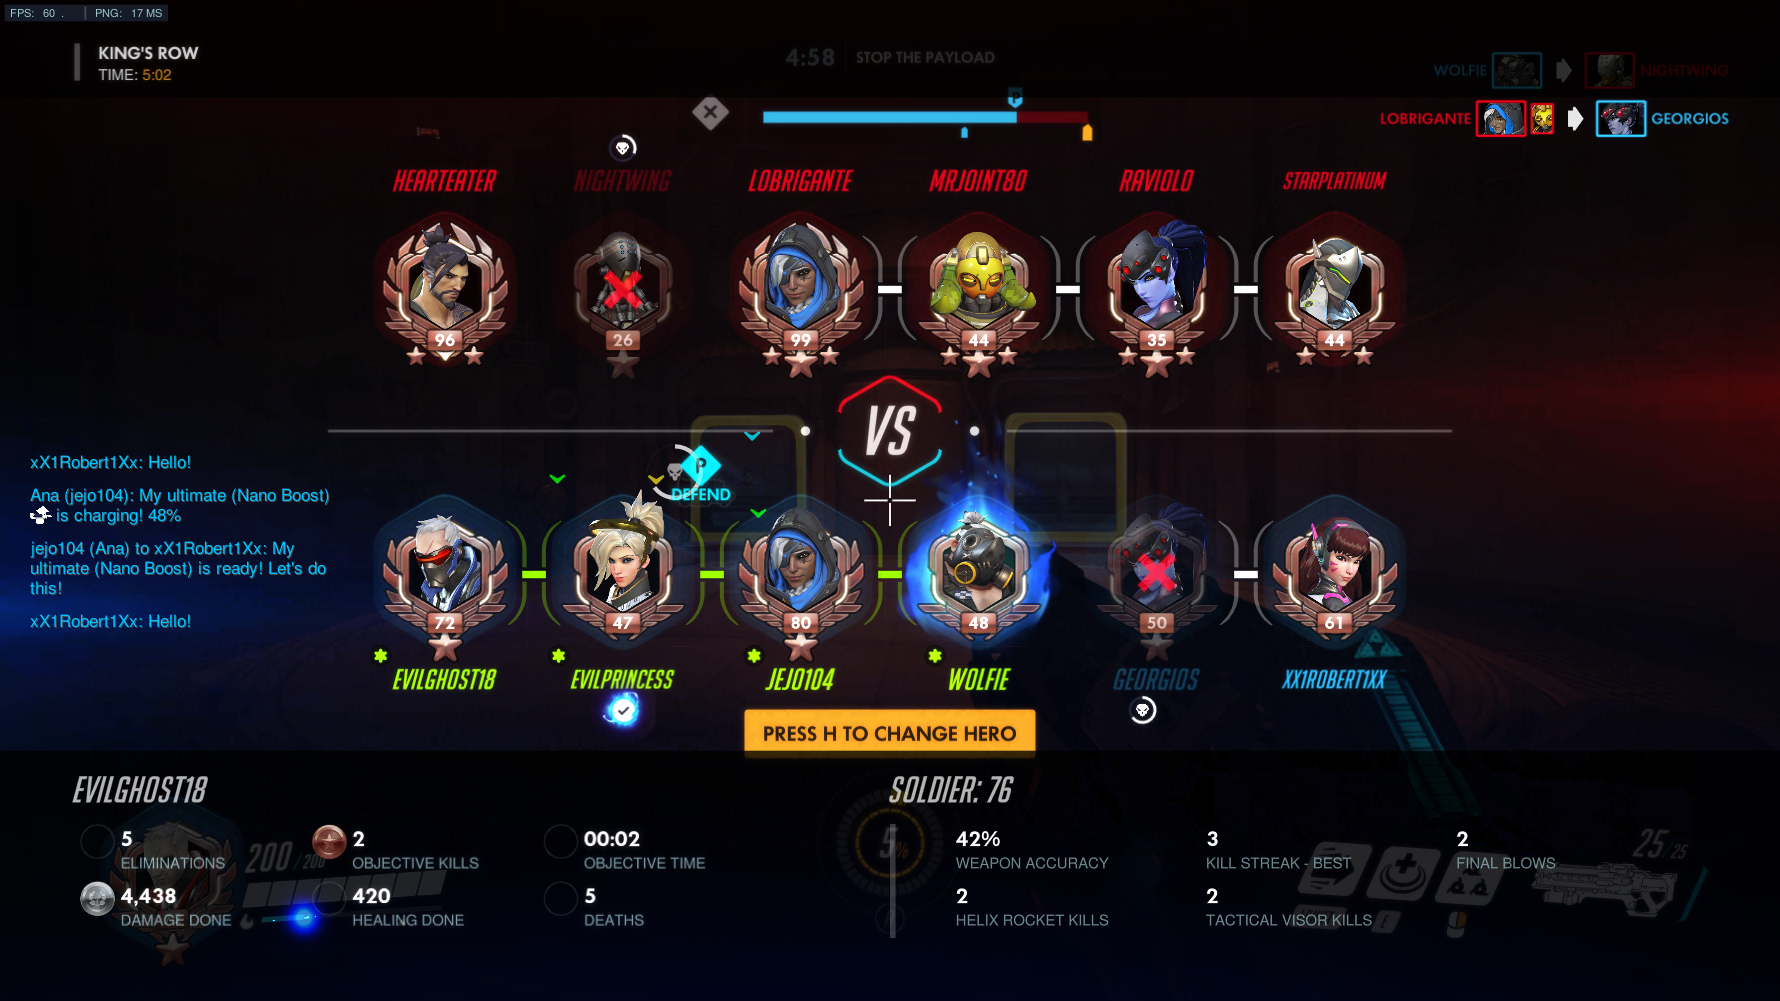 FPS: 60 . | PNG: 17 MS
KING'S ROW
TIME: 5:02
4:58 STOP THE PAYLOAD
WOLFIE NIGHTWING
LOBRIGANTE GEORGIOS
HEARTEATER NIGHTWING LOBRIGANTE MRJOINT80 RAVIOLO STARPLATINUM
96 26 99 44 35 44
VS
P
DEFEND
xX1Robert1Xx: Hello!
Ana (jejo104): My ultimate (Nano Boost)
is charging! 48%
jejo104 (Ana) to xX1Robert1Xx: My
ultimate (Nano Boost) is ready! Let's do
this!
xX1Robert1Xx: Hello!
72 47 80 48 50 61
EVILGHOST18 EVILPRINCESS JEJO104 WOLFIE GEORGIOS XX1ROBERT1XX
PRESS H TO CHANGE HERO
EVILGHOST18
5
ELIMINATIONS
2
OBJECTIVE KILLS
00:02
OBJECTIVE TIME
4,438
DAMAGE DONE
420
HEALING DONE
5
DEATHS
200/200
5%
SOLDIER: 76
42%
WEAPON ACCURACY
3
KILL STREAK - BEST
2
FINAL BLOWS
2
HELIX ROCKET KILLS
2
TACTICAL VISOR KILLS
25/25
E